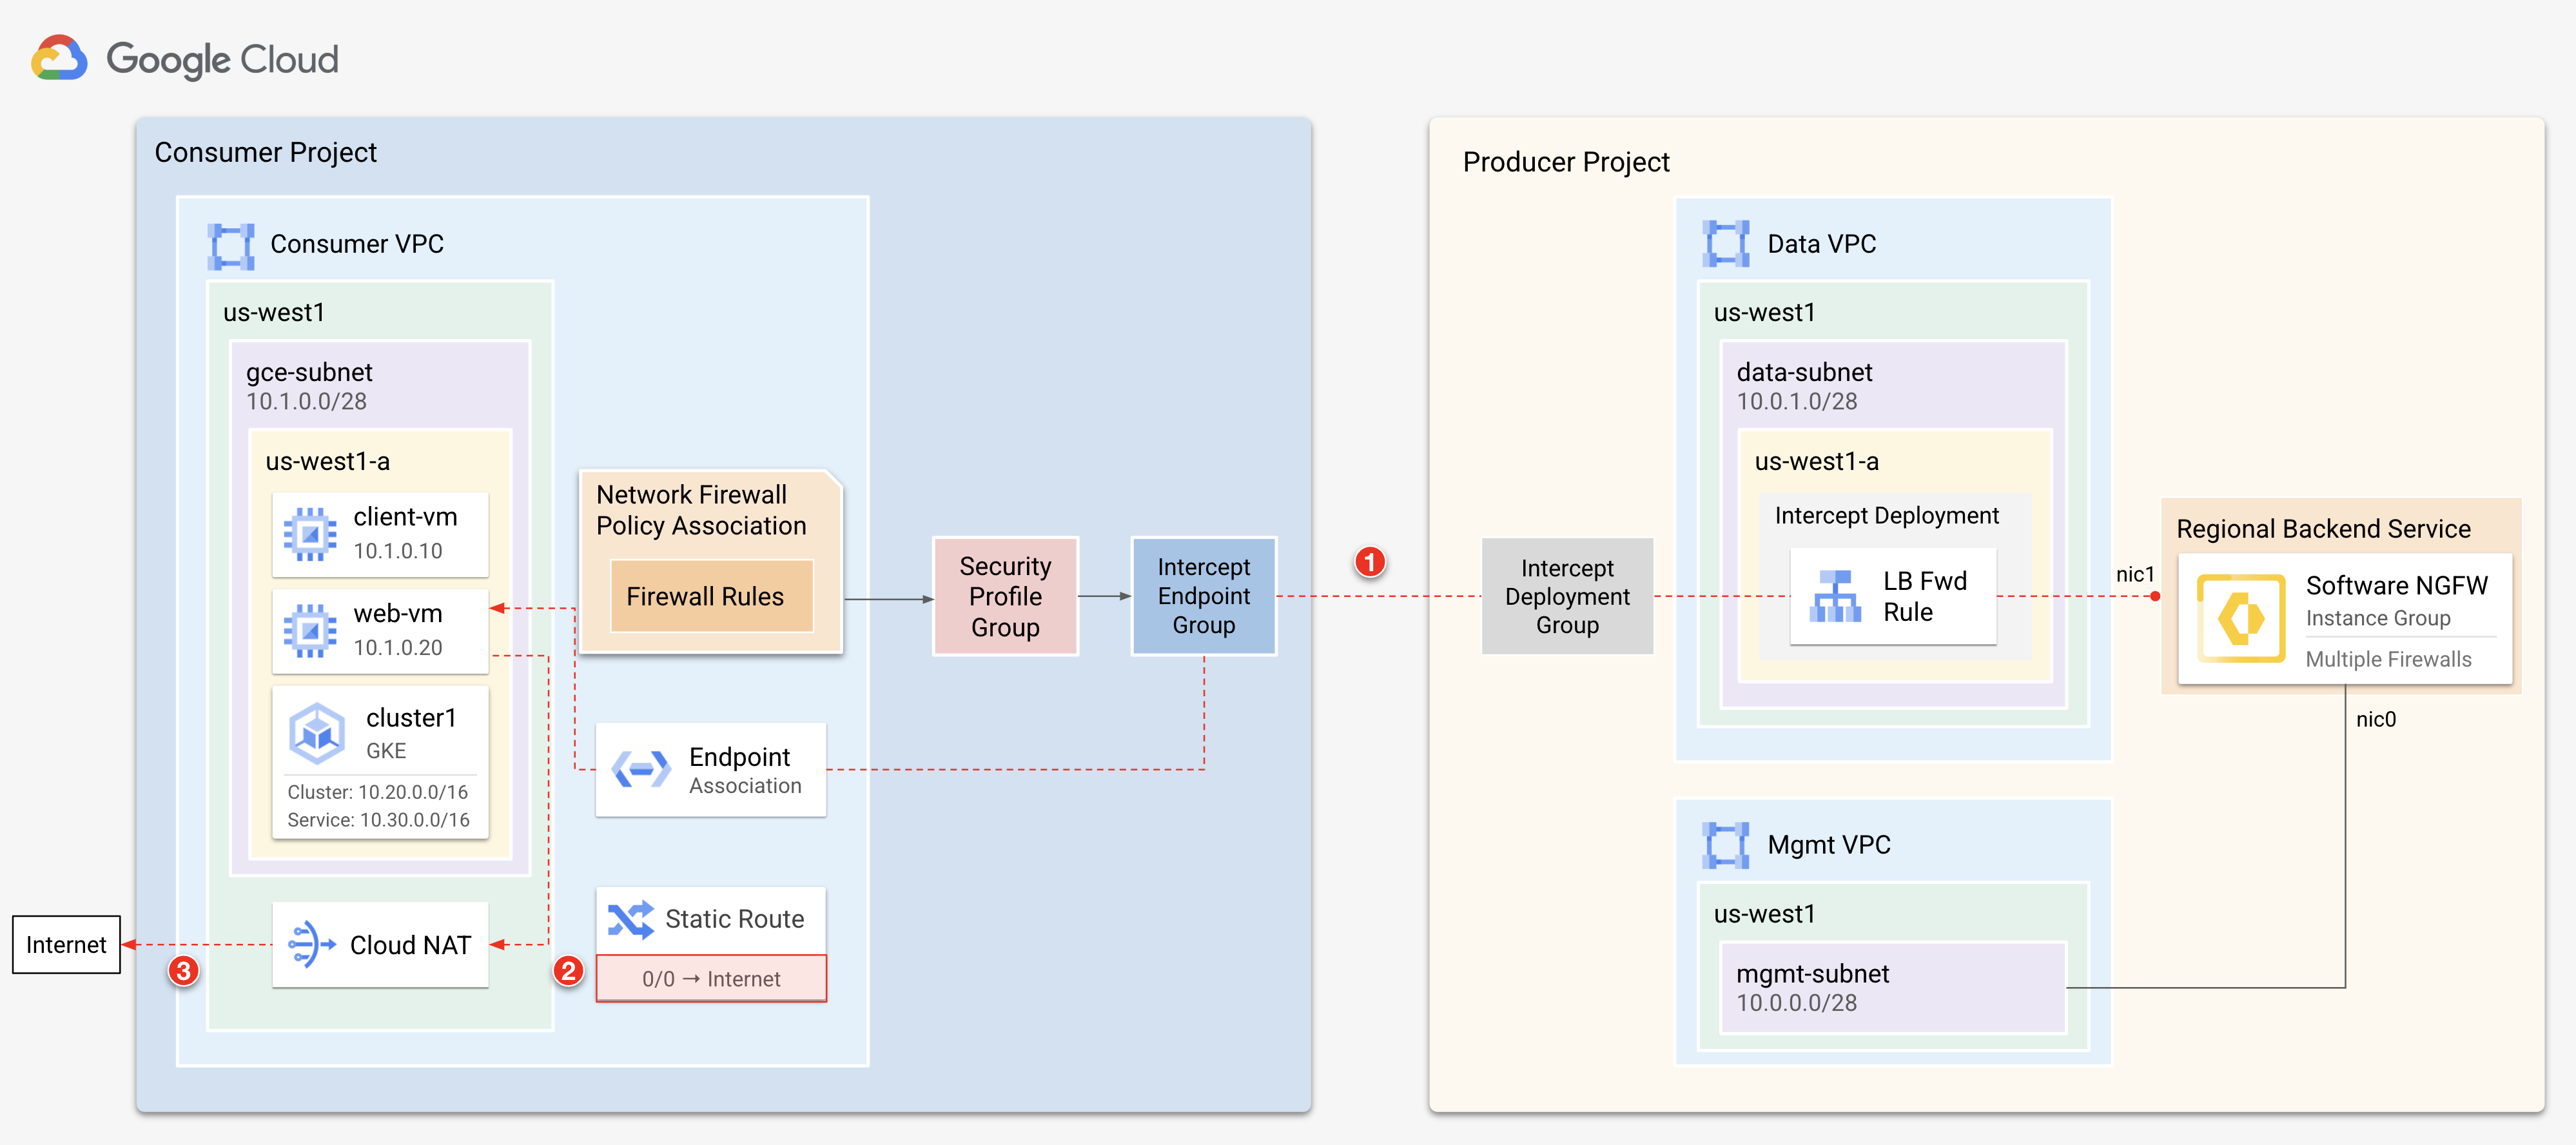 Google Cloud
Consumer Project
Consumer VPC
us-west1
gce-subnet
10.1.0.0/28
us-west1-a
client-vm
10.1.0.10
web-vm
10.1.0.20
cluster1
GKE
Cluster: 10.20.0.0/16
Service: 10.30.0.0/16
Cloud NAT
Internet
3
2
Network Firewall
Policy Association
Firewall Rules
Endpoint
Association
Static Route
0/0 → Internet
Security
Profile
Group
Intercept
Endpoint
Group
1
Producer Project
Intercept
Deployment
Group
Data VPC
us-west1
data-subnet
10.0.1.0/28
us-west1-a
Intercept Deployment
LB Fwd
Rule
nic1
Regional Backend Service
Software NGFW
Instance Group
Multiple Firewalls
nic0
Mgmt VPC
us-west1
mgmt-subnet
10.0.0.0/28